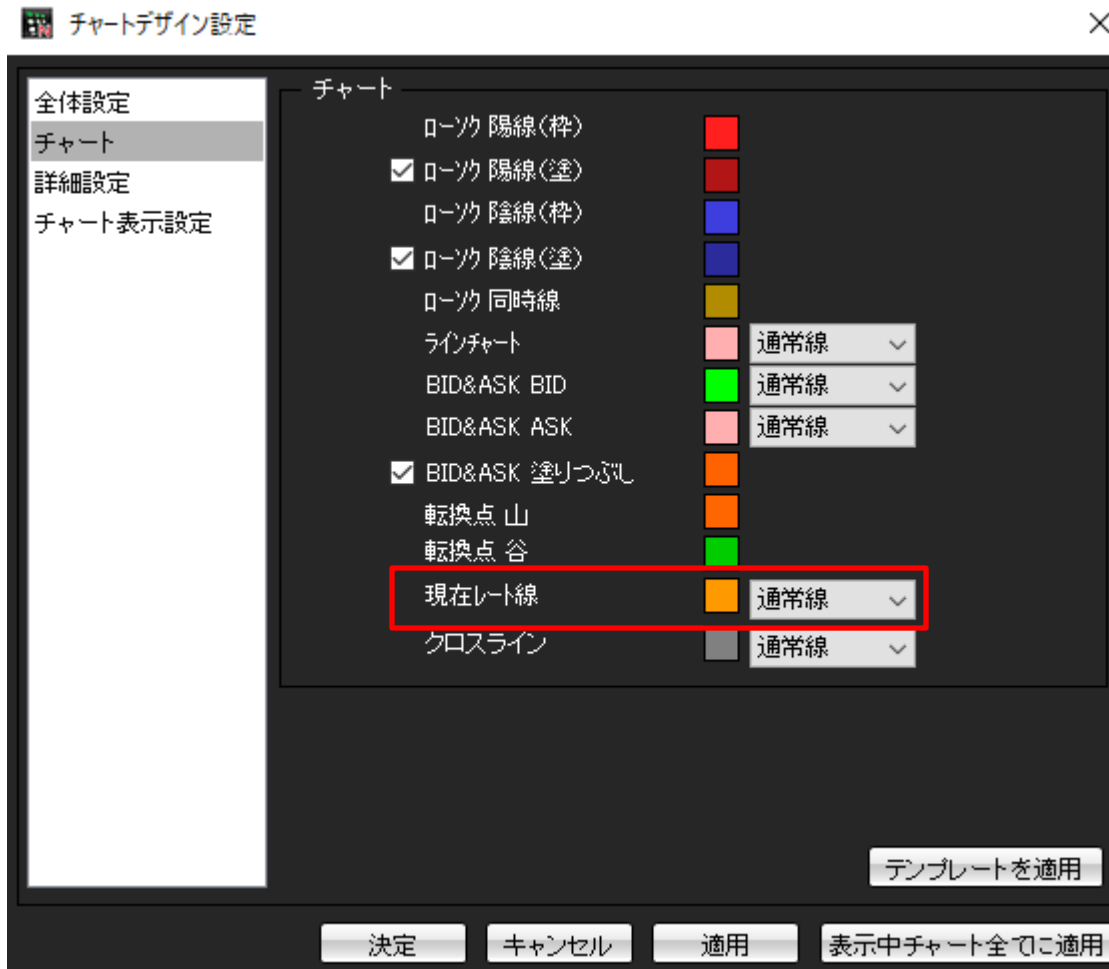 チャートデザイン設定
全体設定
チャート
詳細設定
チャート表示設定
チャート
ローソク 陽線(枠)
ローソク 陽線(塗)
ローソク 陰線(枠)
ローソク 陰線(塗)
ローソク 同時線
ラインチャート 通常線
BID&ASK BID 通常線
BID&ASK ASK 通常線
BID&ASK 塗りつぶし
転換点 山
転換点 谷
現在レート線 通常線
クロスライン 通常線
テンプレートを適用
決定 キャンセル 適用 表示中チャート全てに適用